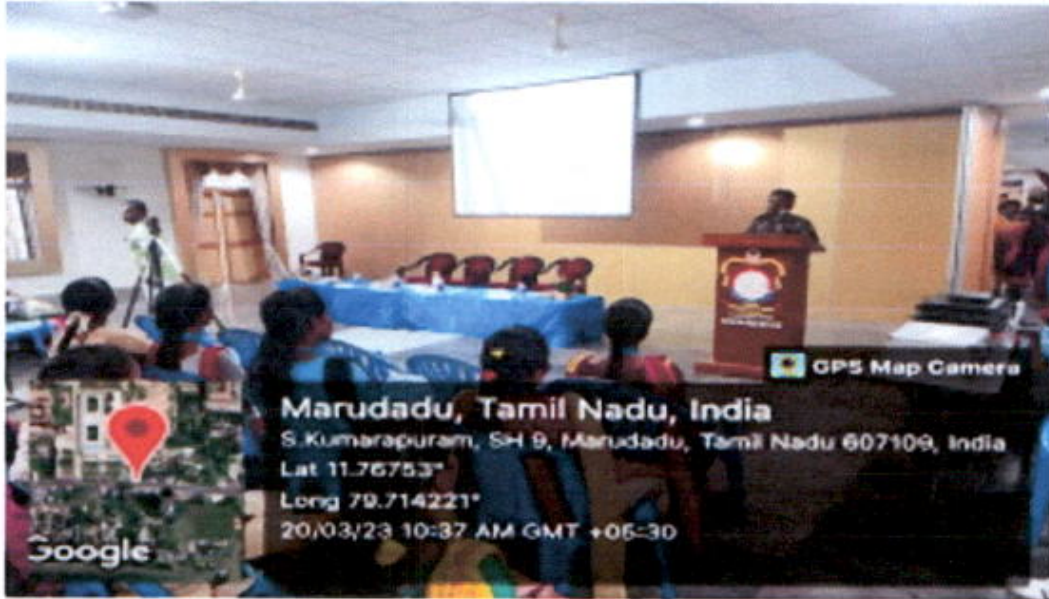 GPS Map Camera
Marudadu, Tamil Nadu, India
S.Kumarapuram, SH 9, Marudadu, Tamil Nadu 607109, India
Lat 11.76753°
Long 79.714221°
20/03/23 10:37 AM GMT +05:30
Google